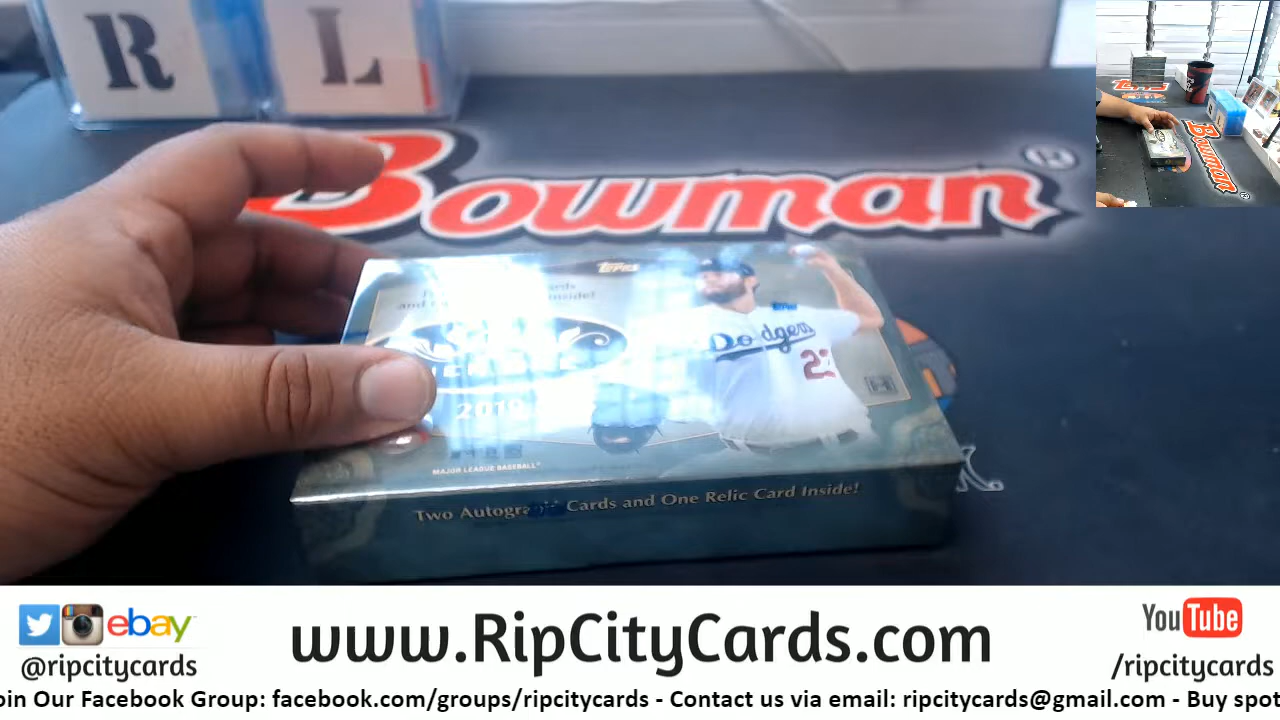 R L
Bowman®
TOPPS
Dodgers
22
2019
MAJOR LEAGUE BASEBALL
Two Autograph Cards and One Relic Card Inside!
Bowman
ebay
@ripcitycards
www.RipCityCards.com
YouTube
/ripcitycards
oin Our Facebook Group: facebook.com/groups/ripcitycards - Contact us via email: ripcitycards@gmail.com - Buy spot